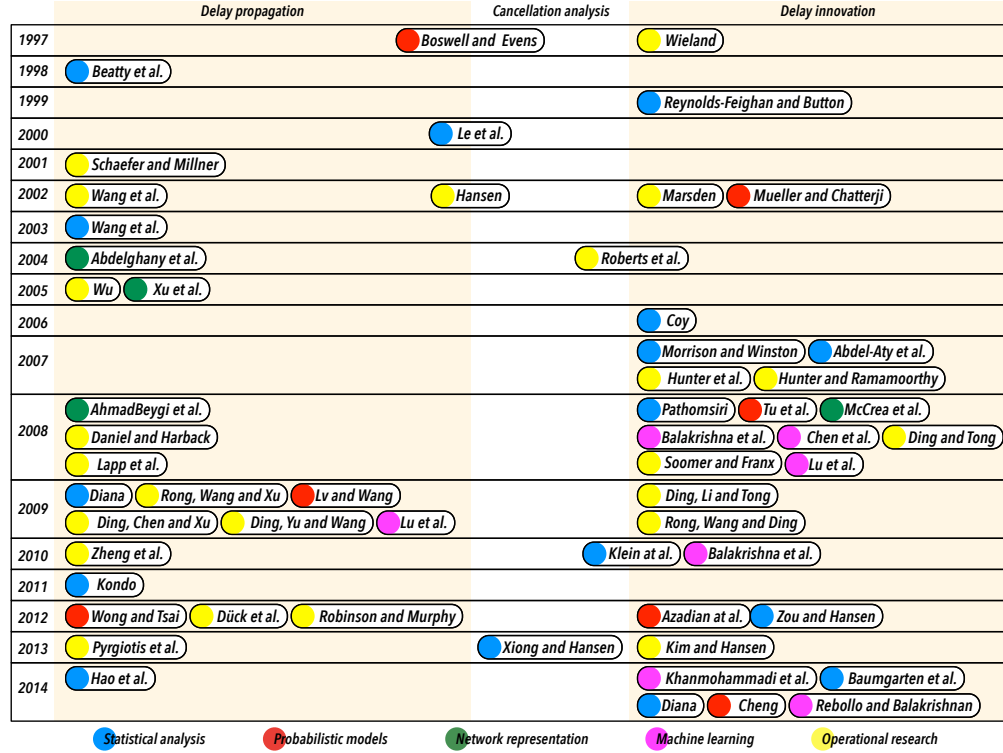 Delay propagation Cancellation analysis Delay innovation
1997 Boswell and Evens Wieland
1998 Beatty et al.
1999 Reynolds-Feighan and Button
2000 Le et al.
2001 Schaefer and Millner
2002 Wang et al. Hansen Marsden Mueller and Chatterji
2003 Wang et al.
2004 Abdelghany et al. Roberts et al.
2005 Wu Xu et al.
2006 Coy
2007 Morrison and Winston Abdel-Aty et al.
Hunter et al. Hunter and Ramamoorthy
2008 AhmadBeygi et al. Pathomsiri Tu et al. McCrea et al.
Daniel and Harback Balakrishna et al. Chen et al. Ding and Tong
Lapp et al. Soomer and Franx Lu et al.
2009 Diana Rong, Wang and Xu Lv and Wang Ding, Li and Tong
Ding, Chen and Xu Ding, Yu and Wang Lu et al. Rong, Wang and Ding
2010 Zheng et al. Klein at al. Balakrishna et al.
2011 Kondo
2012 Wong and Tsai Dück et al. Robinson and Murphy Azadian at al. Zou and Hansen
2013 Pyrgiotis et al. Xiong and Hansen Kim and Hansen
2014 Hao et al. Khanmohammadi et al. Baumgarten et al.
Diana Cheng Rebollo and Balakrishnan
Statistical analysis Probabilistic models Network representation Machine learning Operational research